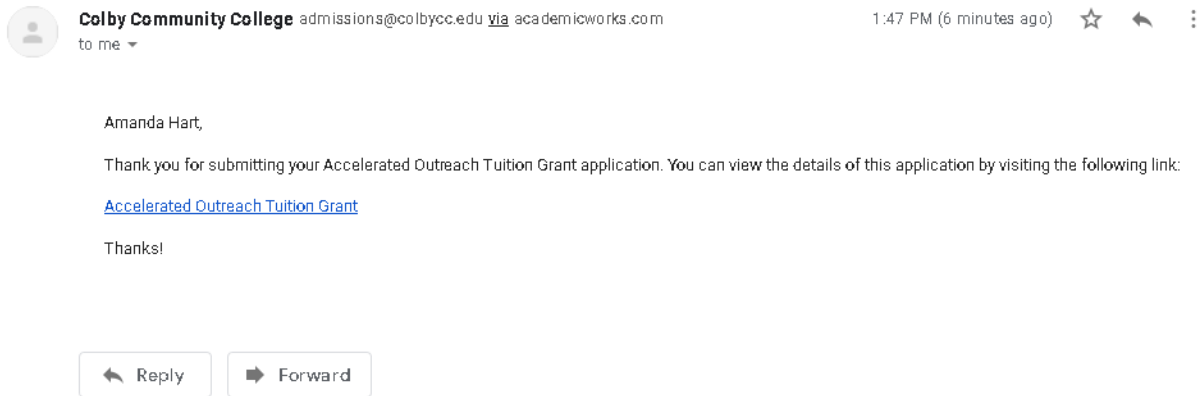 Colby Community College admissions@colbycc.edu via academicworks.com 1:47 PM (6 minutes ago)
to me
Amanda Hart,
Thank you for submitting your Accelerated Outreach Tuition Grant application. You can view the details of this application by visiting the following link:
Accelerated Outreach Tuition Grant
Thanks!
Reply Forward